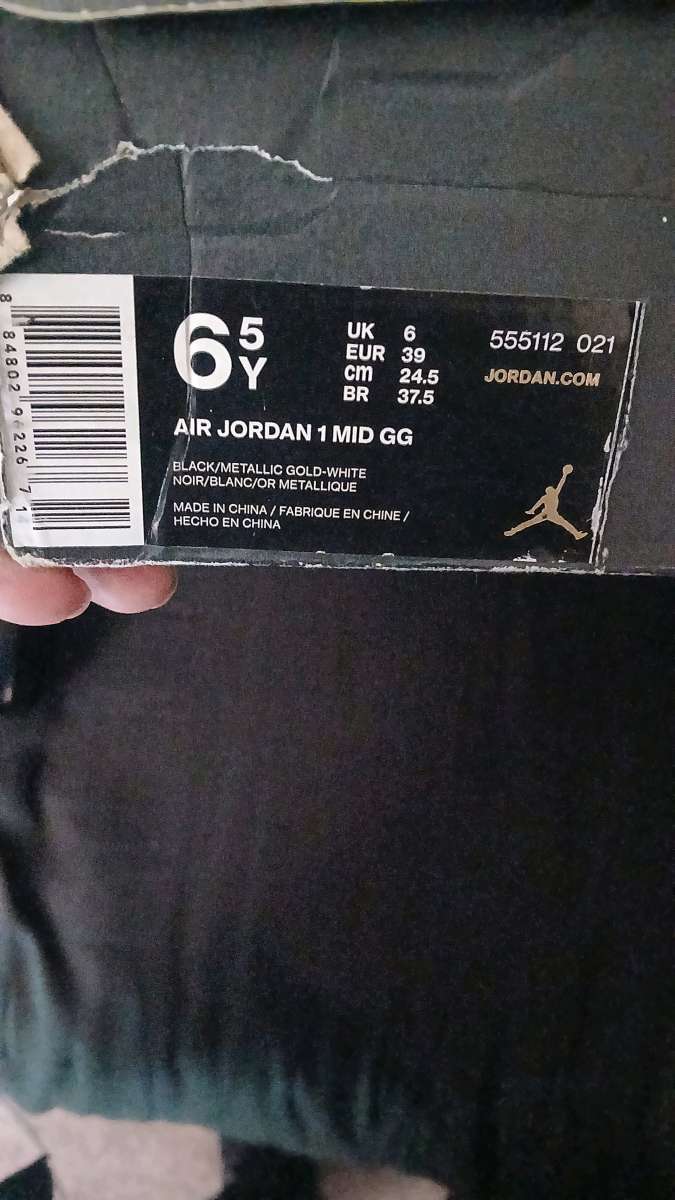 6 5 Y
UK 6
EUR 39
cm 24.5
BR 37.5
555112 021
JORDAN.COM
AIR JORDAN 1 MID GG
BLACK/METALLIC GOLD-WHITE
NOIR/BLANC/OR METALLIQUE
MADE IN CHINA / FABRIQUE EN CHINE /
HECHO EN CHINA